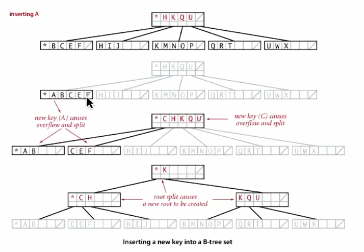 inserting A
* H K Q U
* B C E F H I J K M N O P Q R T U W X
* H K Q U
* A B C E F H I J K M N O P Q R T U W X
new key (A) causes
overflow and split
* C H K Q U
new key (C) causes
overflow and split
* A B C E F H I J K M N O P Q R T U W X
* K
root split causes
a new root to be created
* C H K Q U
* A B C E F H I J K M N O P Q R T U W X
Inserting a new key into a B-tree set